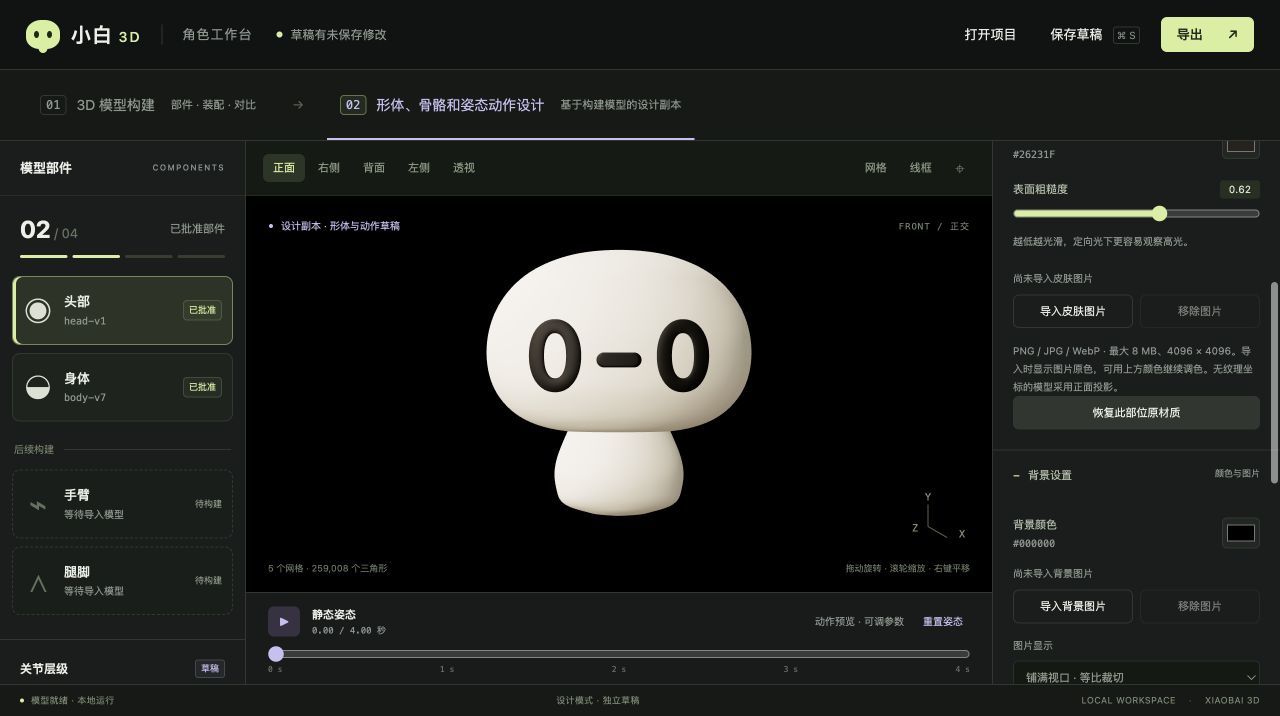 小白 3D
角色工作台
草稿有未保存修改
打开项目
保存草稿 ⌘ S
导出 ↗
01 3D 模型构建 部件 · 装配 · 对比
→
02 形体、骨骼和姿态动作设计 基于构建模型的设计副本
模型部件 COMPONENTS
02 / 04 已批准部件
头部
head-v1
已批准
身体
body-v7
已批准
后续构建
手臂
等待导入模型
待构建
腿脚
等待导入模型
待构建
关节层级 草稿
正面 右侧 背面 左侧 透视
网格 线框
设计副本 · 形体与动作草稿
FRONT / 正交
Y
Z
X
5 个网格 · 259,008 个三角形
拖动旋转 · 滚轮缩放 · 右键平移
静态姿态
0.00 / 4.00 秒
动作预览 · 可调参数 重置姿态
0 s 1 s 2 s 3 s 4 s
#26231F
表面粗糙度 0.62
越低越光滑，定向光下更容易观察高光。
尚未导入皮肤图片
导入皮肤图片 移除图片
PNG / JPG / WebP · 最大 8 MB、4096 × 4096。导
入时显示图片原色，可用上方颜色继续调色。无纹理坐
标的模型采用正面投影。
恢复此部位原材质
− 背景设置 颜色与图片
背景颜色
#000000
尚未导入背景图片
导入背景图片 移除图片
图片显示
铺满视口 · 等比裁切
模型就绪 · 本地运行
设计模式 · 独立草稿
LOCAL WORKSPACE · XIAOBAI 3D